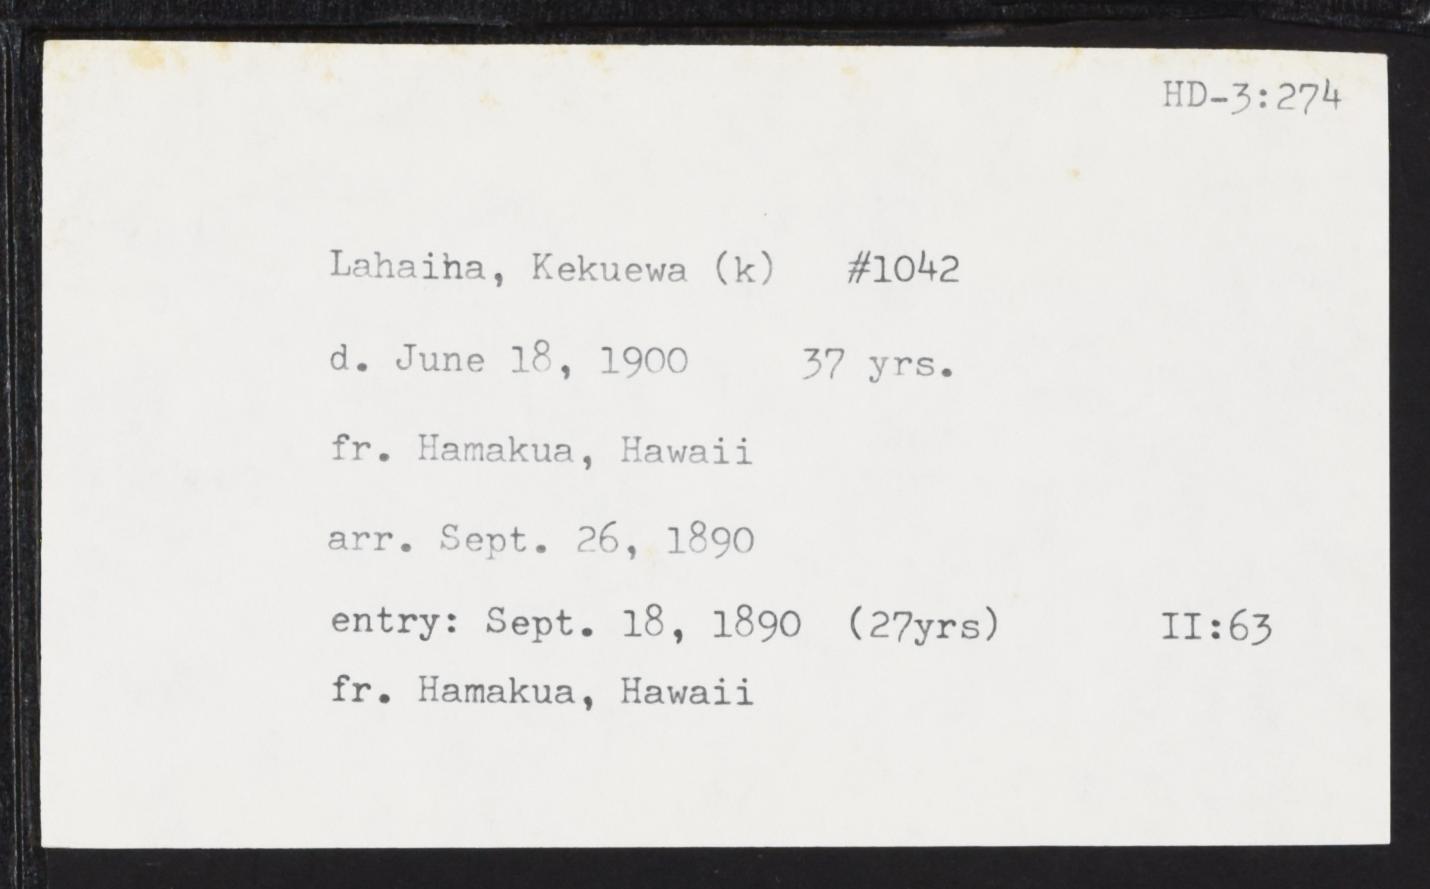 HD-3:274
Lahaina, Kekuewa (k) #1042
d. June 18, 1900 37 yrs.
fr. Hamakua, Hawaii
arr. Sept. 26, 1890
entry: Sept. 18, 1890 (27yrs) II:63
fr. Hamakua, Hawaii